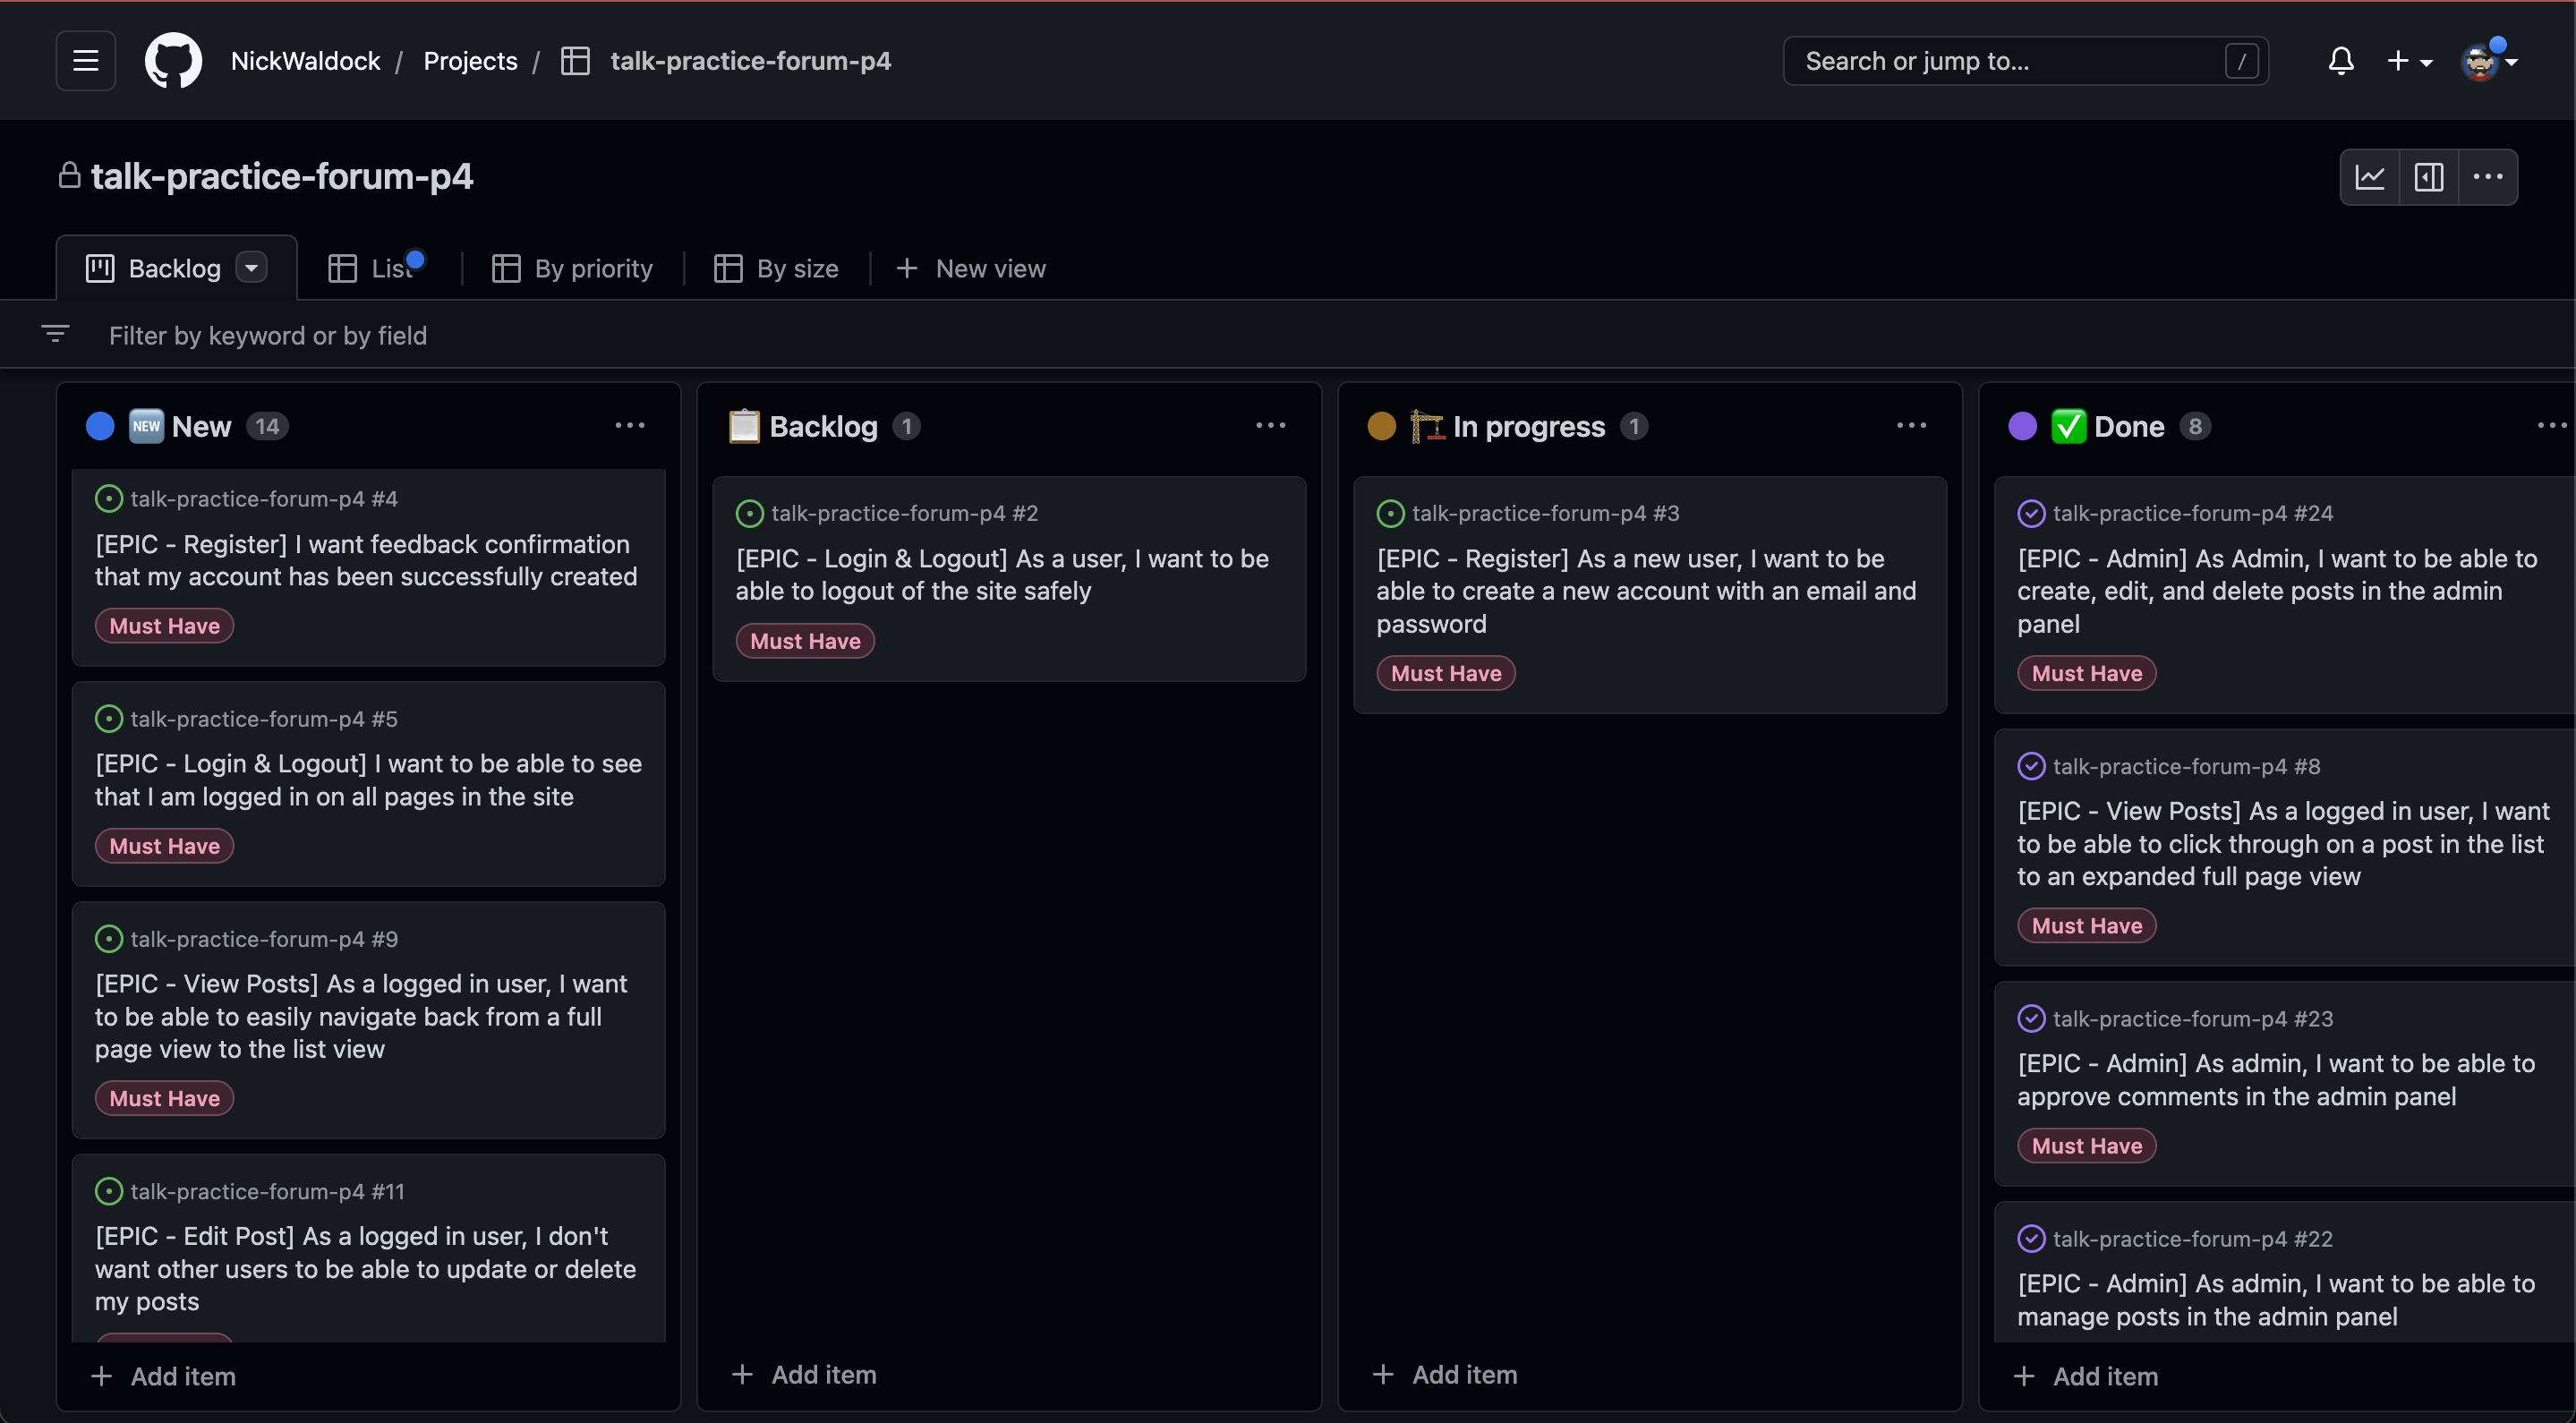 NickWaldock / Projects / talk-practice-forum-p4
Search or jump to...
/
talk-practice-forum-p4
Backlog
List
By priority
By size
New view
Filter by keyword or by field
NEW New 14
talk-practice-forum-p4 #4
[EPIC - Register] I want feedback confirmation
that my account has been successfully created
Must Have
talk-practice-forum-p4 #5
[EPIC - Login & Logout] I want to be able to see
that I am logged in on all pages in the site
Must Have
talk-practice-forum-p4 #9
[EPIC - View Posts] As a logged in user, I want
to be able to easily navigate back from a full
page view to the list view
Must Have
talk-practice-forum-p4 #11
[EPIC - Edit Post] As a logged in user, I don't
want other users to be able to update or delete
my posts
Add item
Backlog 1
talk-practice-forum-p4 #2
[EPIC - Login & Logout] As a user, I want to be
able to logout of the site safely
Must Have
Add item
In progress 1
talk-practice-forum-p4 #3
[EPIC - Register] As a new user, I want to be
able to create a new account with an email and
password
Must Have
Add item
Done 8
talk-practice-forum-p4 #24
[EPIC - Admin] As Admin, I want to be able to
create, edit, and delete posts in the admin
panel
Must Have
talk-practice-forum-p4 #8
[EPIC - View Posts] As a logged in user, I want
to be able to click through on a post in the list
to an expanded full page view
Must Have
talk-practice-forum-p4 #23
[EPIC - Admin] As admin, I want to be able to
approve comments in the admin panel
Must Have
talk-practice-forum-p4 #22
[EPIC - Admin] As admin, I want to be able to
manage posts in the admin panel
Add item